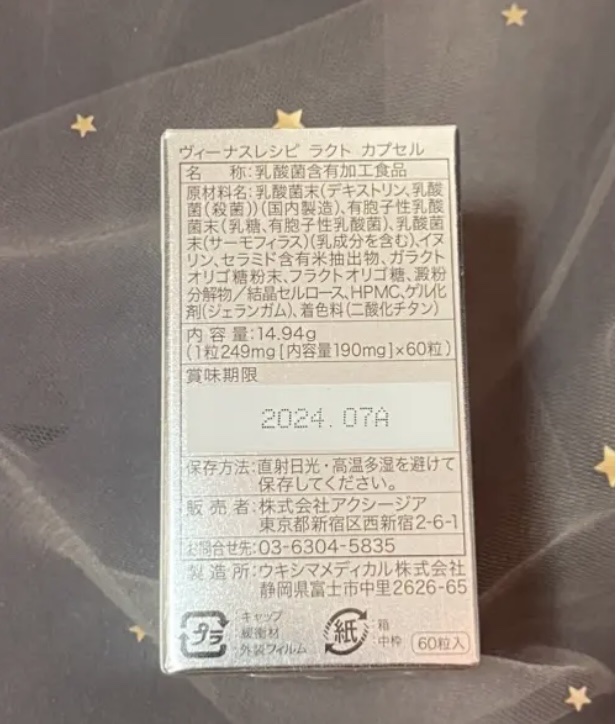 ヴィーナスレシピ ラクト カプセル
名 称:乳酸菌含有加工食品
原材料名:乳酸菌末(デキストリン、乳酸
菌(殺菌))(国内製造)、有胞子性乳酸
菌末(乳糖、有胞子性乳酸菌)、乳酸菌
末(サーモフィラス)(乳成分を含む)、イヌ
リン、セラミド含有米抽出物、ガラクト
オリゴ糖粉末、フラクトオリゴ糖、澱粉
分解物/結晶セルロース、HPMC、ゲル化
剤(ジェランガム)、着色料(二酸化チタン)
内 容 量:14.94g
(1粒249mg[内容量190mg]×60粒)
賞味期限
2024.07A
保存方法:直射日光・高温多湿を避けて
保存してください。
販 売 者:株式会社アクシージア
東京都新宿区西新宿2-6-1
お問合せ先:03-6304-5835
製 造 所:ウキシマメディカル株式会社
静岡県富士市中里2626-65
プラ
:キャップ
・緩衝材
・外装フィルム
紙
:箱
・中枠
60粒入